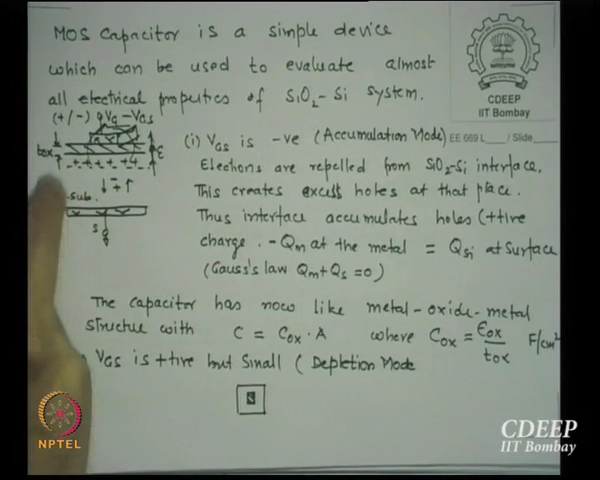 MOS Capacitor is a simple device
which can be used to evaluate almost
all electrical properties of SiO2-Si system.
(+/-) VG-VGS
tox
E
-sub.
S
(i) VGS is -ve (Accumulation Mode)
EE 669 L____ / Slide____
Electrons are repelled from SiO2-Si interface.
This creates excess holes at that place.
Thus interface accumulates holes (+tive
charge. -Qm at the metal = Qsi at surface
(Gauss's law Qm+Qs =0)
The capacitor has now like metal-oxide-metal
structure with C = Cox . A where Cox = Єox / tox F/cm2
VGS is +tive but small ( Depletion Mode
8
CDEEP
IIT Bombay
NPTEL
CDEEP
IIT Bombay